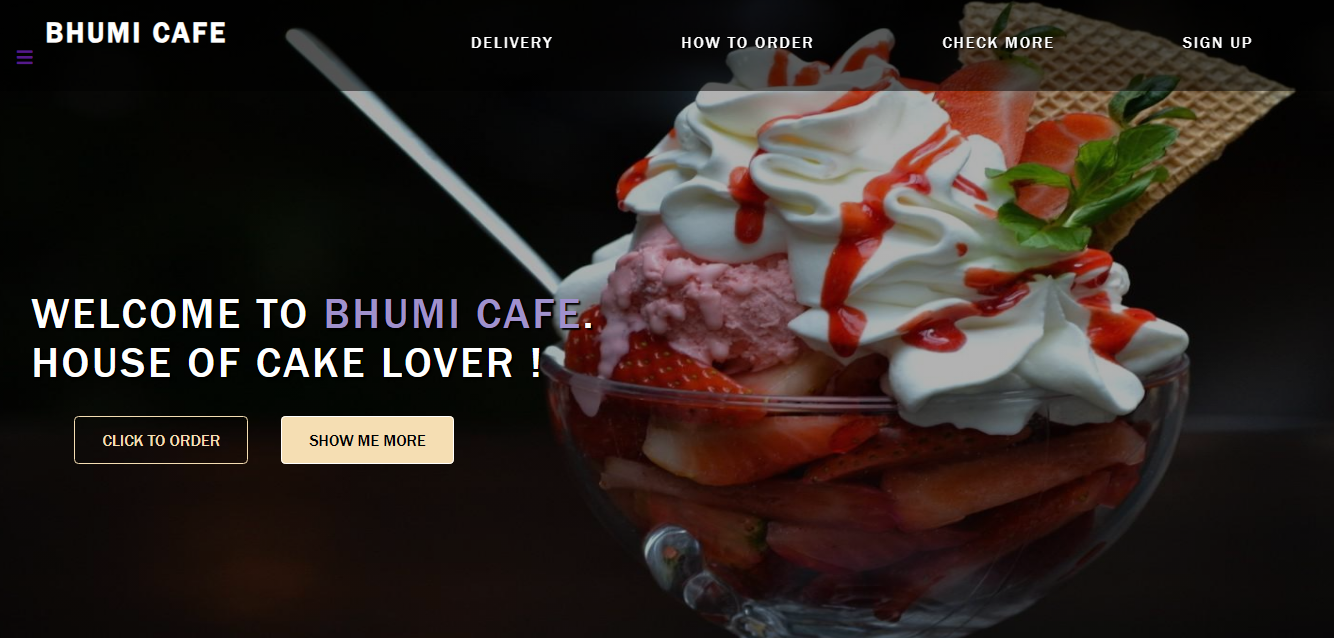 BHUMI CAFE
DELIVERY
HOW TO ORDER
CHECK MORE
SIGN UP
WELCOME TO BHUMI CAFE.
HOUSE OF CAKE LOVER !
CLICK TO ORDER
SHOW ME MORE